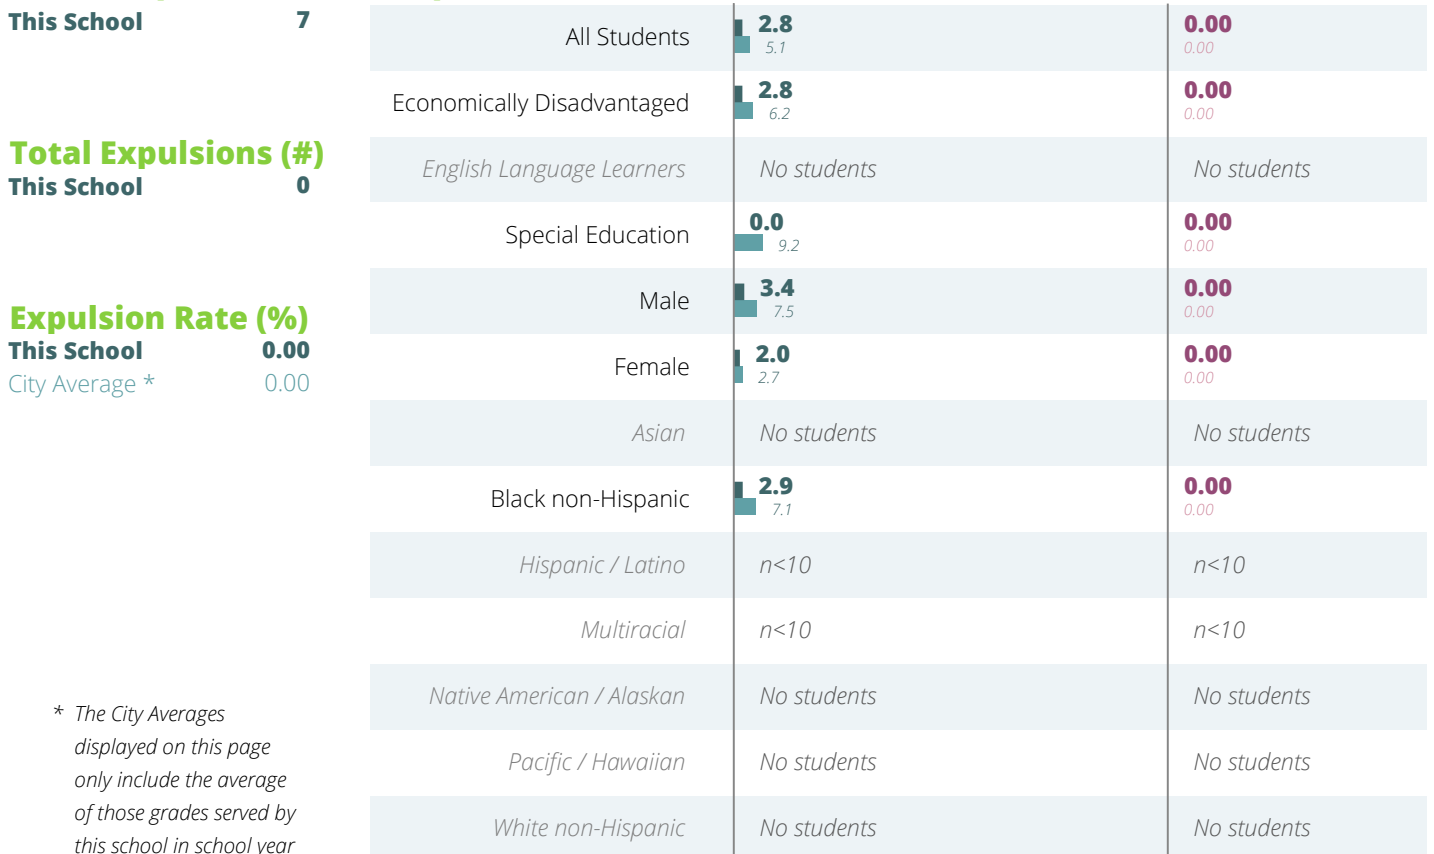 This School 7
Total Expulsions (#)
This School 0
Expulsion Rate (%)
This School 0.00
City Average * 0.00
* The City Averages
displayed on this page
only include the average
of those grades served by
this school in school year
All Students 2.8 0.00
5.1 0.00
Economically Disadvantaged 2.8 0.00
6.2 0.00
English Language Learners No students No students
Special Education 0.0 0.00
9.2 0.00
Male 3.4 0.00
7.5 0.00
Female 2.0 0.00
2.7 0.00
Asian No students No students
Black non-Hispanic 2.9 0.00
7.1 0.00
Hispanic / Latino n<10 n<10
Multiracial n<10 n<10
Native American / Alaskan No students No students
Pacific / Hawaiian No students No students
White non-Hispanic No students No students